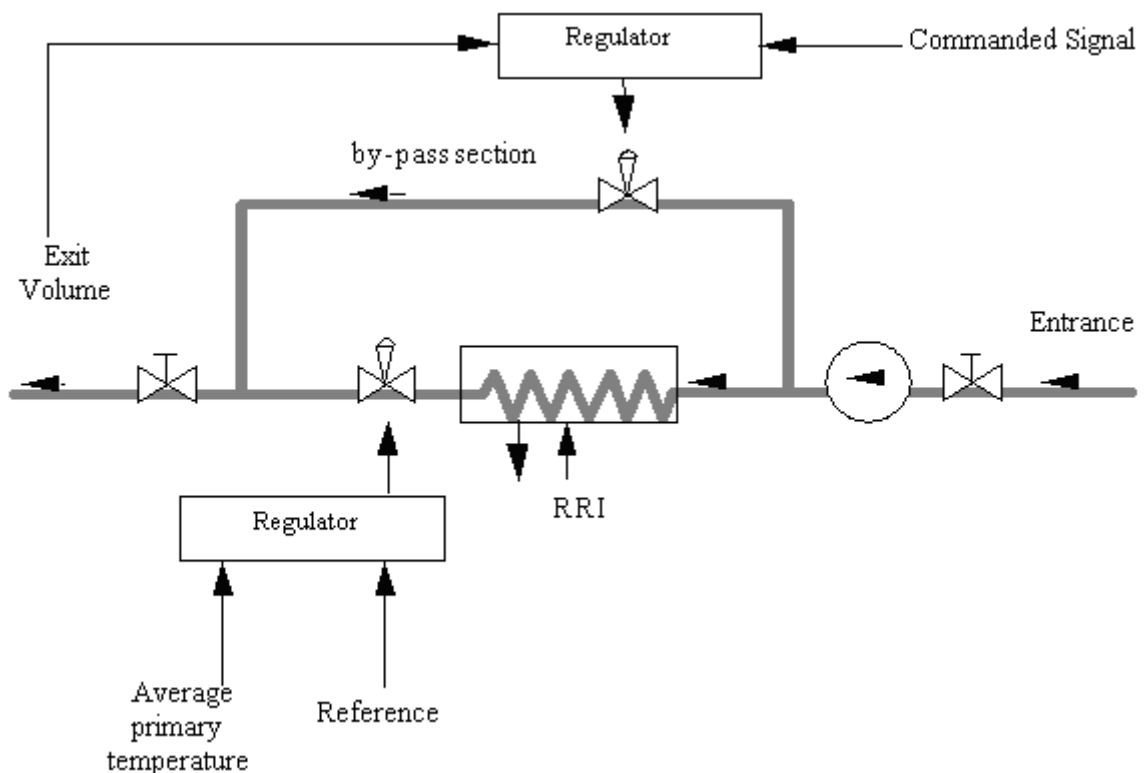 Regulator
Commanded Signal
by-pass section
Exit
Volume
Entrance
RRI
Regulator
Average
primary
temperature
Reference